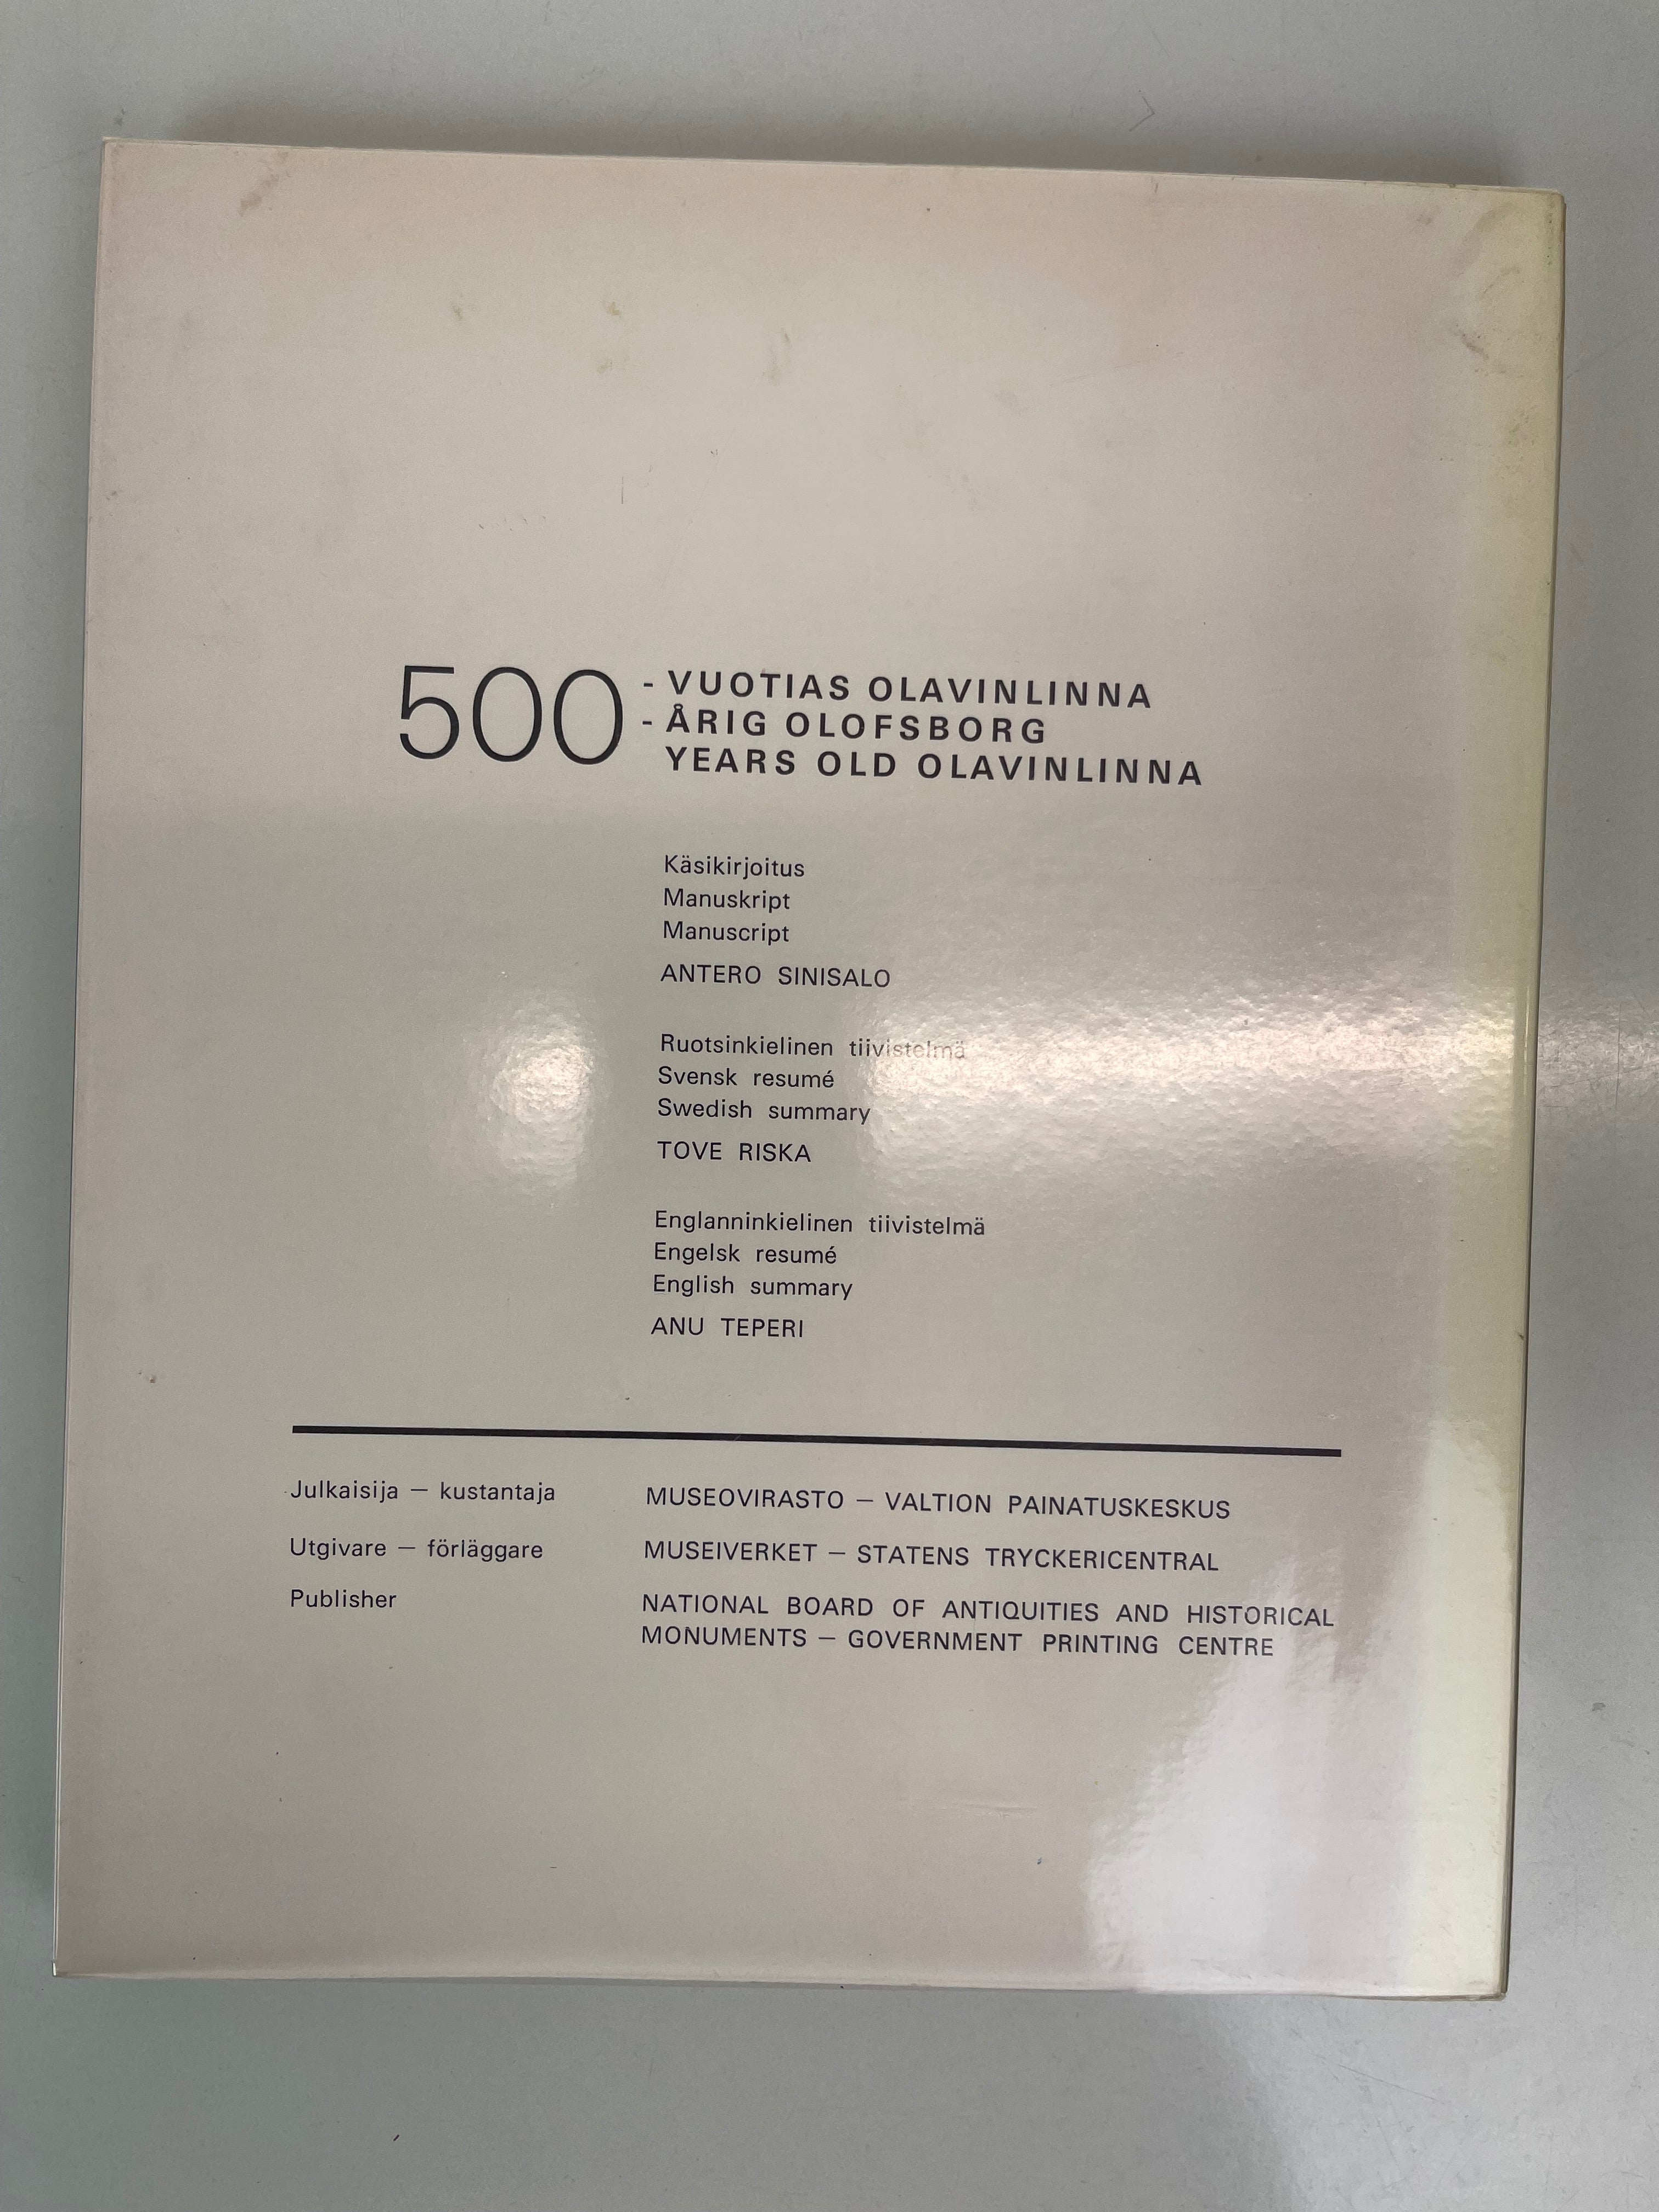 500 - VUOTIAS OLAVINLINNA
- ÅRIG OLOFSBORG
YEARS OLD OLAVINLINNA
Käsikirjoitus
Manuskript
Manuscript
ANTERO SINISALO
Ruotsinkielinen tiivistelmä
Svensk resumé
Swedish summary
TOVE RISKA
Englanninkielinen tiivistelmä
Engelsk resumé
English summary
ANU TEPERI
Julkaisija — kustantaja MUSEOVIRASTO — VALTION PAINATUSKESKUS
Utgivare — förläggare MUSEIVERKET — STATENS TRYCKERICENTRAL
Publisher NATIONAL BOARD OF ANTIQUITIES AND HISTORICAL
MONUMENTS — GOVERNMENT PRINTING CENTRE